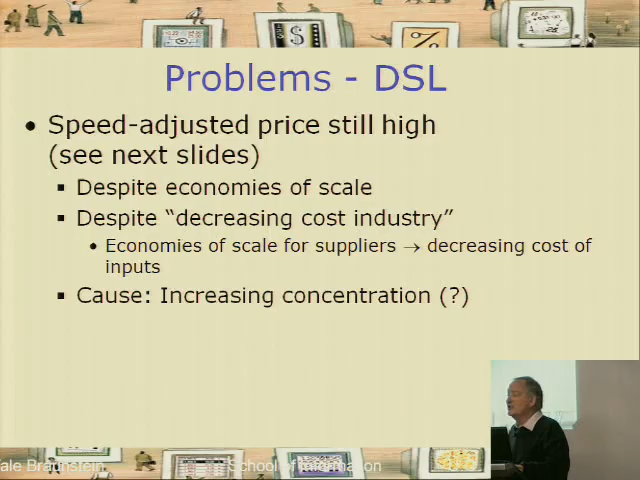 Problems - DSL
• Speed-adjusted price still high
(see next slides)
▪ Despite economies of scale
▪ Despite “decreasing cost industry”
• Economies of scale for suppliers → decreasing cost of
inputs
▪ Cause: Increasing concentration (?)
$
%
ale Braunstein
School of Information